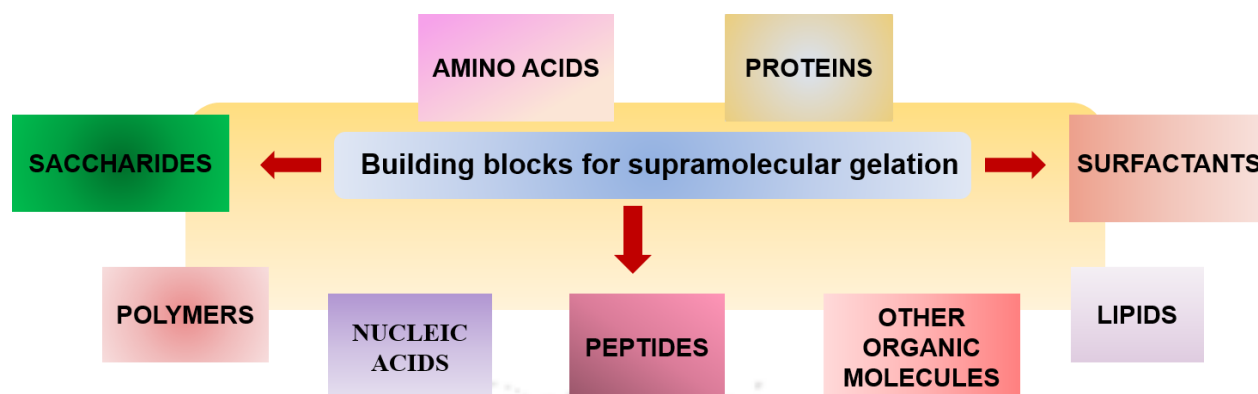 AMINO ACIDS
PROTEINS
SACCHARIDES
Building blocks for supramolecular gelation
SURFACTANTS
POLYMERS
NUCLEIC
ACIDS
PEPTIDES
OTHER
ORGANIC
MOLECULES
LIPIDS